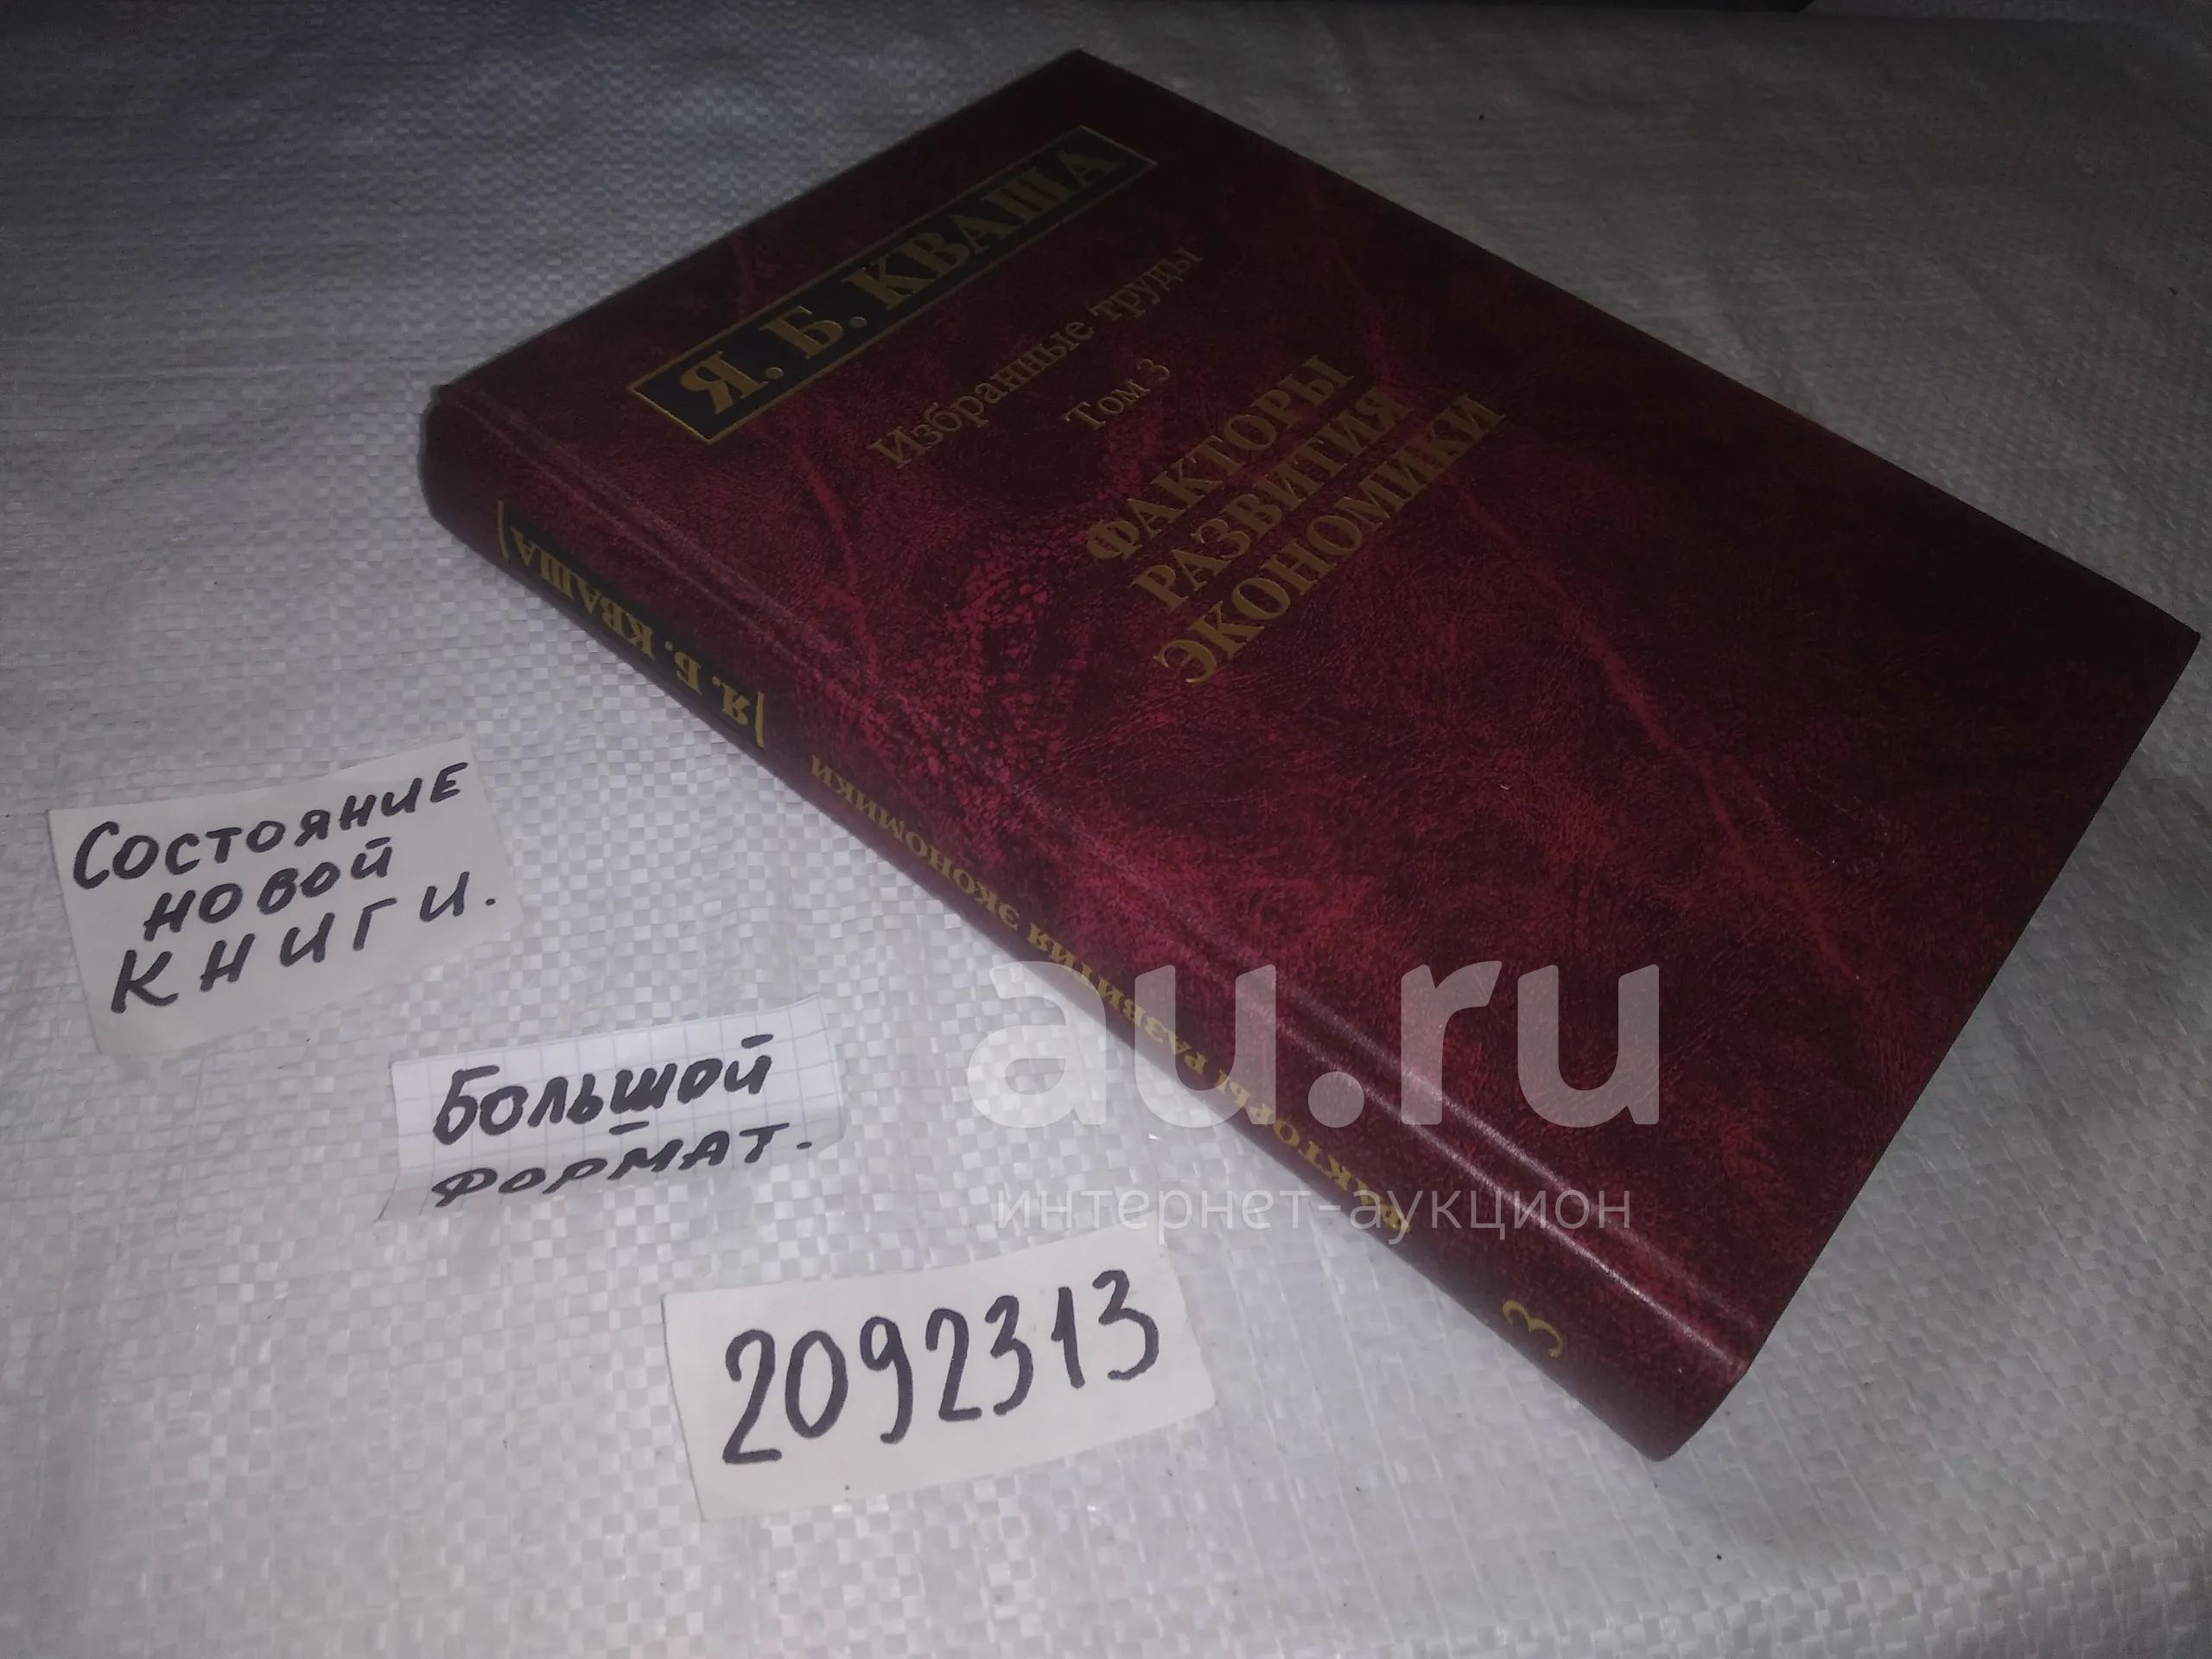 Я. Б. КВАША
Избранные труды
Том 3
ФАКТОРЫ
РАЗВИТИЯ
ЭКОНОМИКИ
Я. Б. КВАША
ФАКТОРЫ РАЗВИТИЯ ЭКОНОМИКИ
3
Состояние
новой
книги.
Большой
формат.
2092313
au.ru
интернет-аукцион